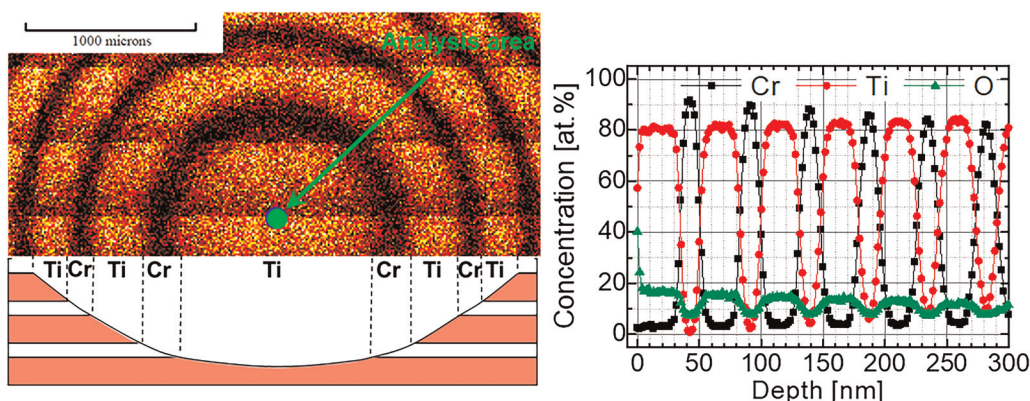 1000 microns
Analysis area
Ti Cr Ti Cr Ti Cr Ti Cr Ti
Cr Ti O
Concentration [at.%]
100
80
60
40
20
0
0 50 100 150 200 250 300
Depth [nm]